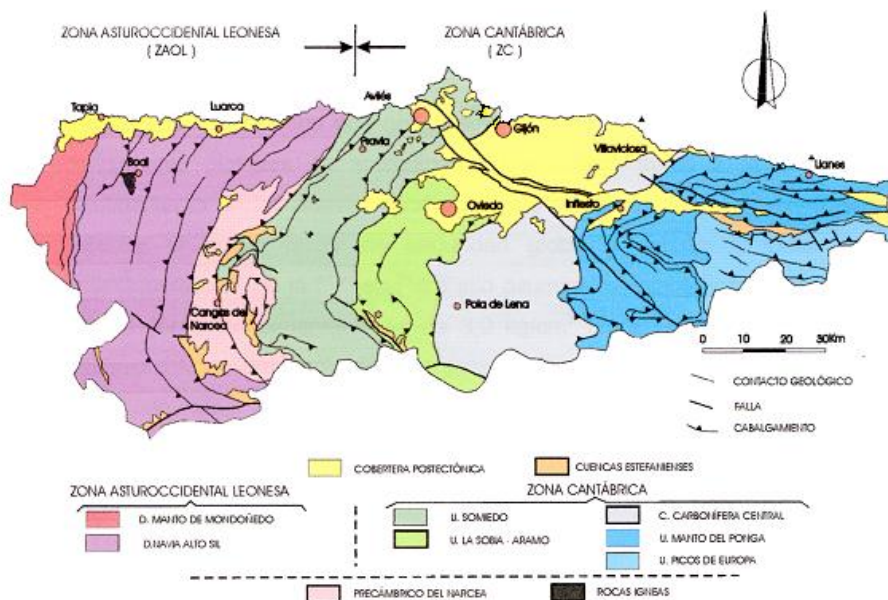 ZONA ASTUROCCIDENTAL LEONESA
( ZAOL )
ZONA CANTÁBRICA
( ZC )
Tapia
Luarca
Avilés
Gijón
Pravia
Boal
Villaviciosa
Llanes
Oviedo
Infiesto
Cangas del Narcea
Pola de Lena
0 10 20 30Km
CONTACTO GEOLÓGICO
FALLA
CABALGAMIENTO
COBERTERA POSTECTÓNICA
CUENCAS ESTEFANIENSES
ZONA ASTUROCCIDENTAL LEONESA
ZONA CANTÁBRICA
D. MANTO DE MONDOÑEDO
D.NAVIA ALTO SIL
U. SOMIEDO
U. LA SOBIA - ARAMO
C. CARBONÍFERA CENTRAL
U. MANTO DEL PONGA
U. PICOS DE EUROPA
PRECÁMBRICO DEL NARCEA
ROCAS IGNEAS